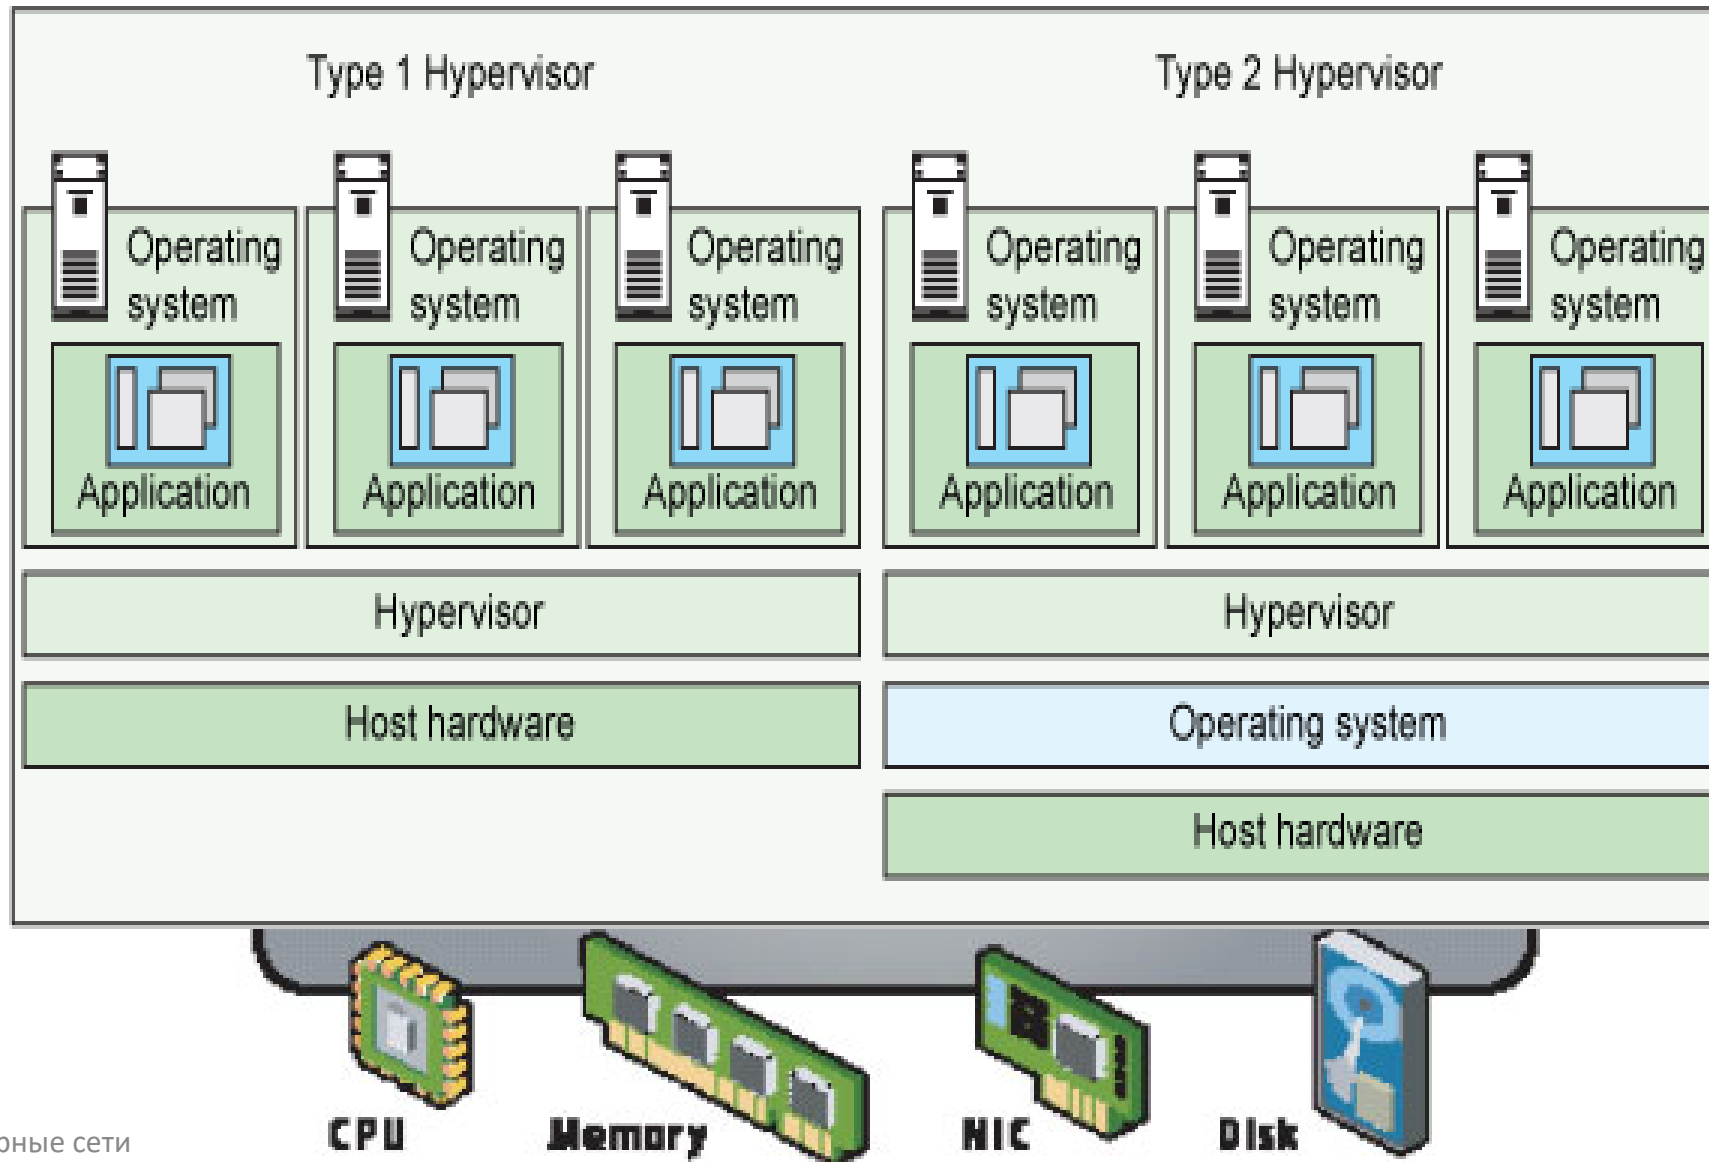 Type 1 Hypervisor
Type 2 Hypervisor
Operating
system
Application
Operating
system
Application
Operating
system
Application
Operating
system
Application
Operating
system
Application
Operating
system
Application
Hypervisor
Hypervisor
Host hardware
Operating system
Host hardware
CPU
Memory
NIC
Disk
сети